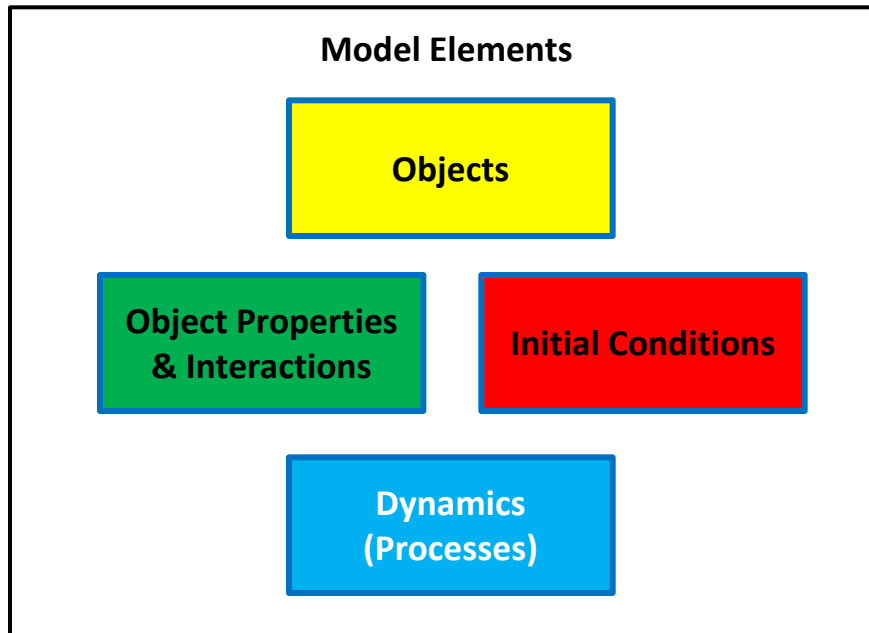 Model Elements
Objects
Object Properties
& Interactions
Initial Conditions
Dynamics
(Processes)